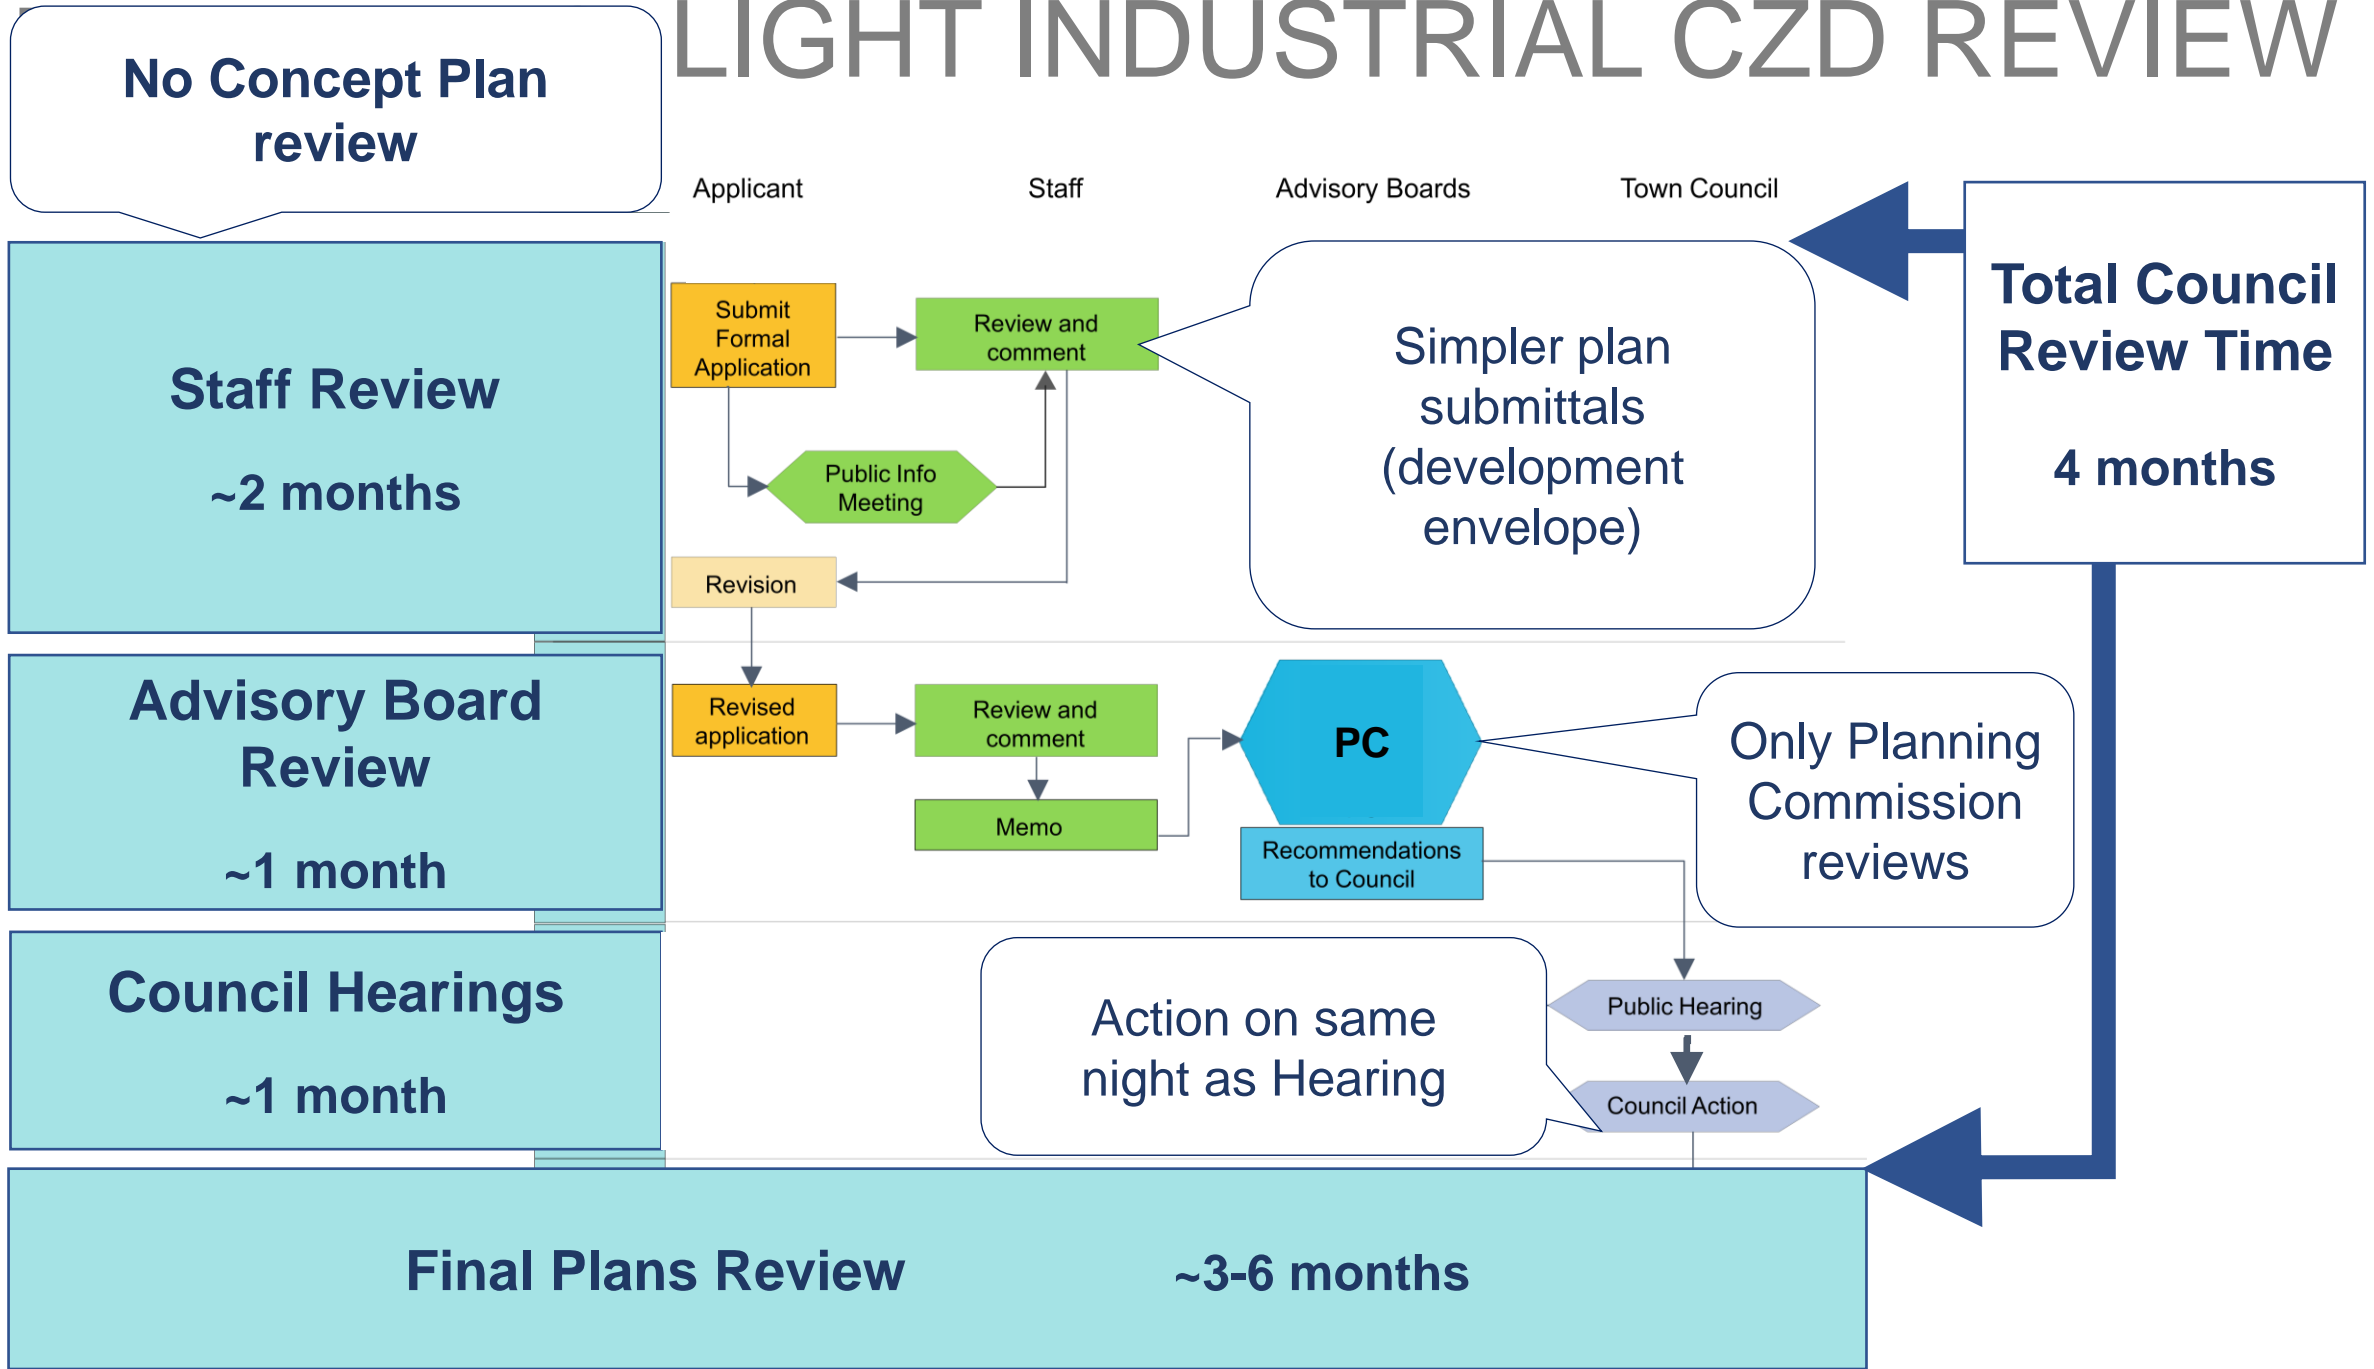 LIGHT INDUSTRIAL CZD REVIEW
No Concept Plan
review
Applicant
Staff
Advisory Boards
Town Council
Total Council
Review Time
4 months
Staff Review
~2 months
Submit
Formal
Application
Review and
comment
Public Info
Meeting
Revision
Simpler plan
submittals
(development
envelope)
Advisory Board
Review
~1 month
Revised
application
Review and
comment
Memo
PC
Recommendations
to Council
Only Planning
Commission
reviews
Council Hearings
~1 month
Action on same
night as Hearing
Public Hearing
Council Action
Final Plans Review
~3-6 months